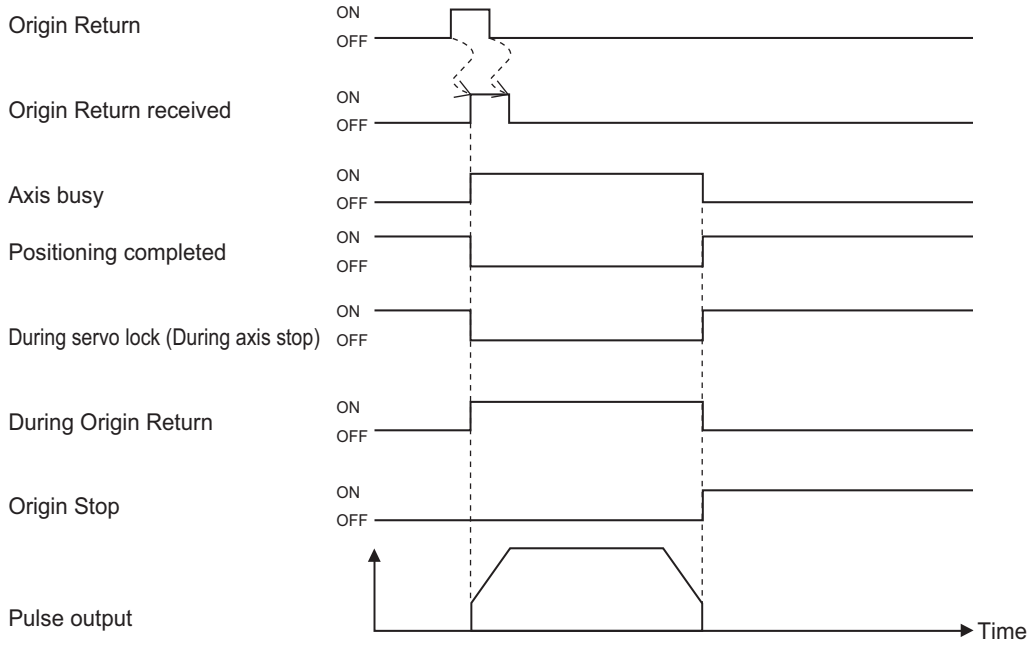 Origin Return
ON
OFF
Origin Return received
ON
OFF
Axis busy
ON
OFF
Positioning completed
ON
OFF
During servo lock (During axis stop)
ON
OFF
During Origin Return
ON
OFF
Origin Stop
ON
OFF
Pulse output
Time